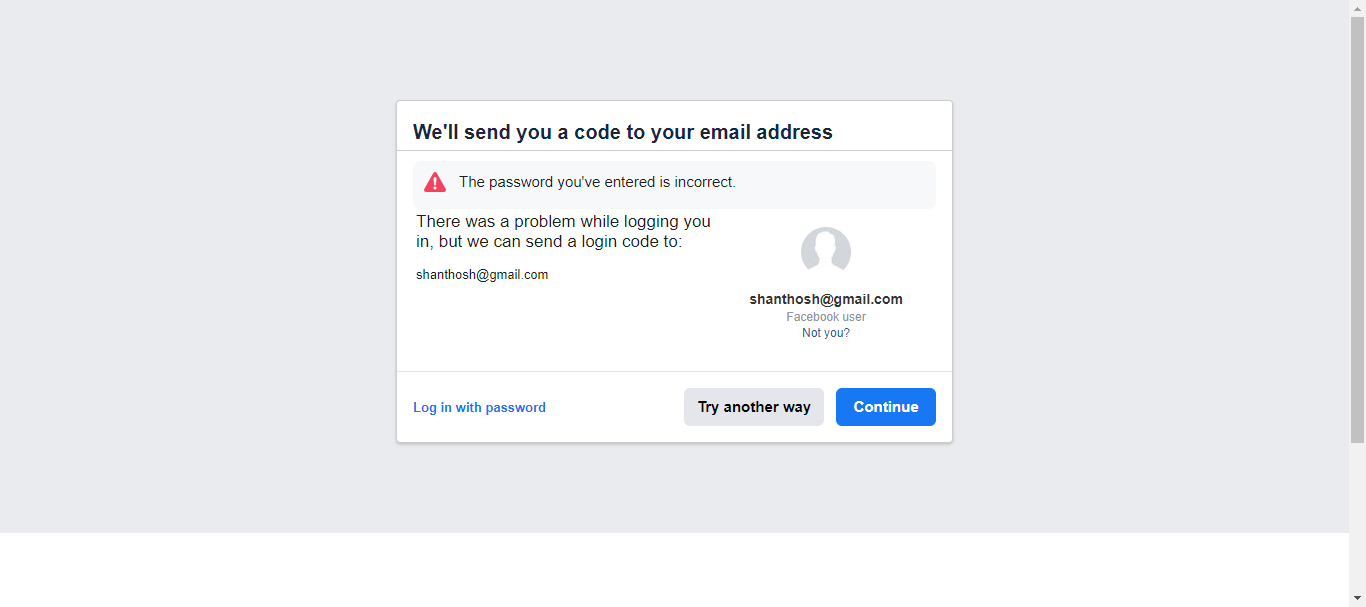 We'll send you a code to your email address
The password you've entered is incorrect.
There was a problem while logging you
in, but we can send a login code to:
shanthosh@gmail.com
shanthosh@gmail.com
Facebook user
Not you?
Log in with password
Try another way
Continue